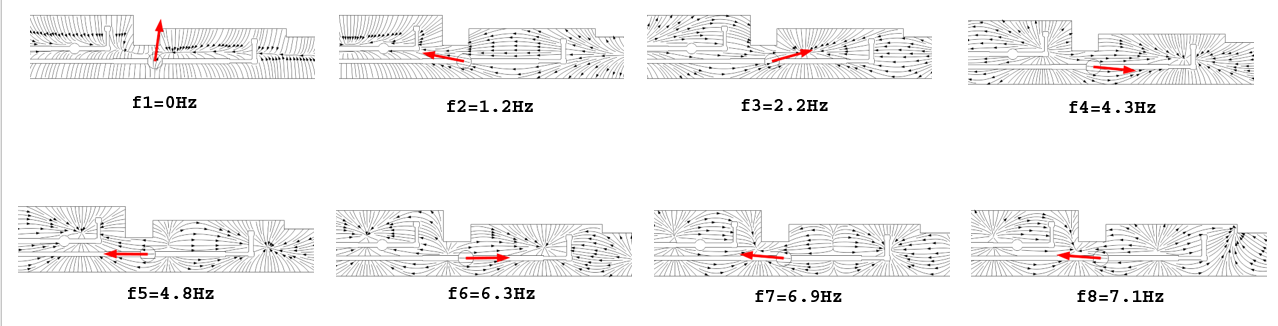 f1=0Hz
f2=1.2Hz
f3=2.2Hz
f4=4.3Hz
f5=4.8Hz
f6=6.3Hz
f7=6.9Hz
f8=7.1Hz